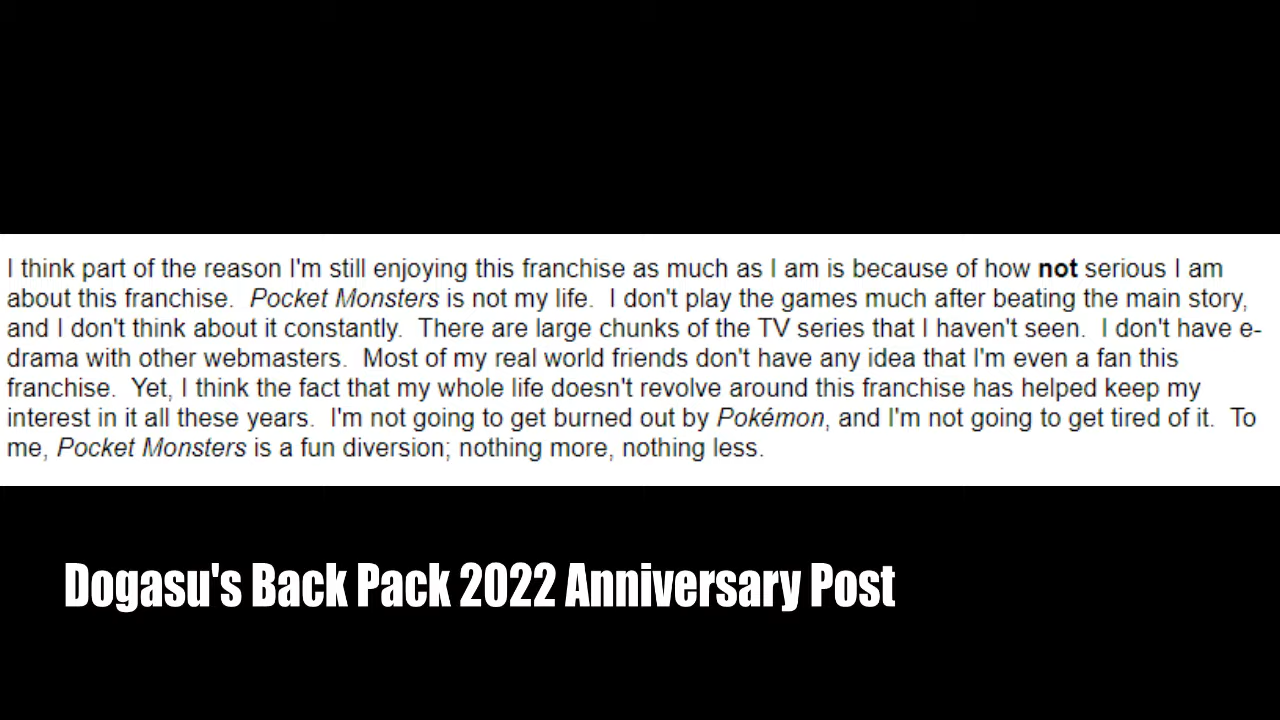 I think part of the reason I'm still enjoying this franchise as much as I am is because of how not serious I am
about this franchise.  Pocket Monsters is not my life.  I don't play the games much after beating the main story,
and I don't think about it constantly.  There are large chunks of the TV series that I haven't seen.  I don't have e-
drama with other webmasters.  Most of my real world friends don't have any idea that I'm even a fan this
franchise.  Yet, I think the fact that my whole life doesn't revolve around this franchise has helped keep my
interest in it all these years.  I'm not going to get burned out by Pokémon, and I'm not going to get tired of it.  To
me, Pocket Monsters is a fun diversion; nothing more, nothing less.
Dogasu's Back Pack 2022 Anniversary Post